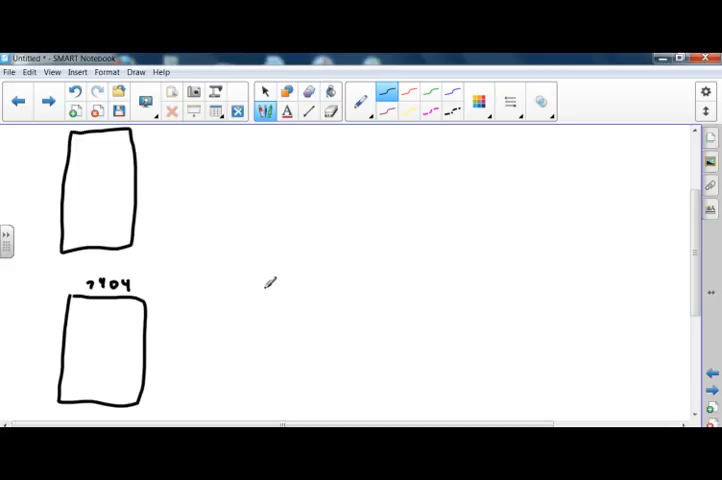 Untitled * - SMART Notebook
File Edit View Insert Format Draw Help
7404